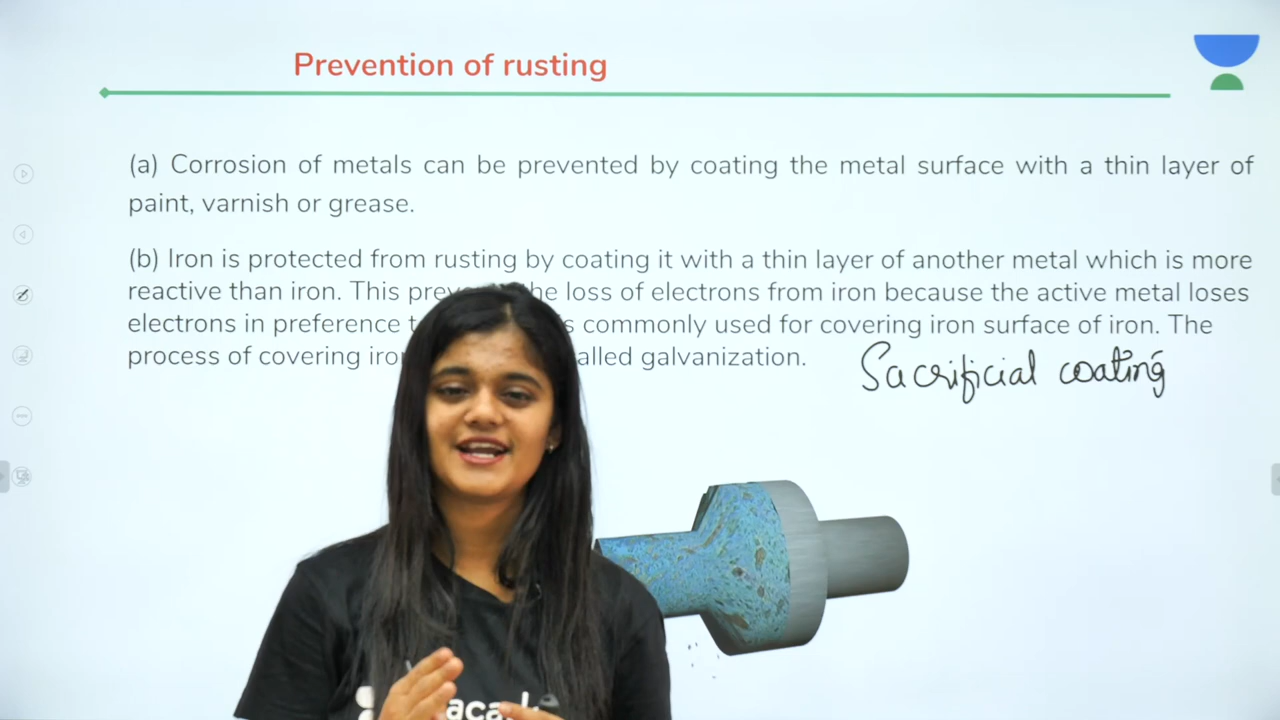 Prevention of rusting
(a) Corrosion of metals can be prevented by coating the metal surface with a thin layer of
paint, varnish or grease.
(b) Iron is protected from rusting by coating it with a thin layer of another metal which is more
reactive than iron. This the loss of electrons from iron because the active metal loses
electrons in preference commonly used for covering iron surface of iron. The
process of covering called galvanization.
Sacrificial coating